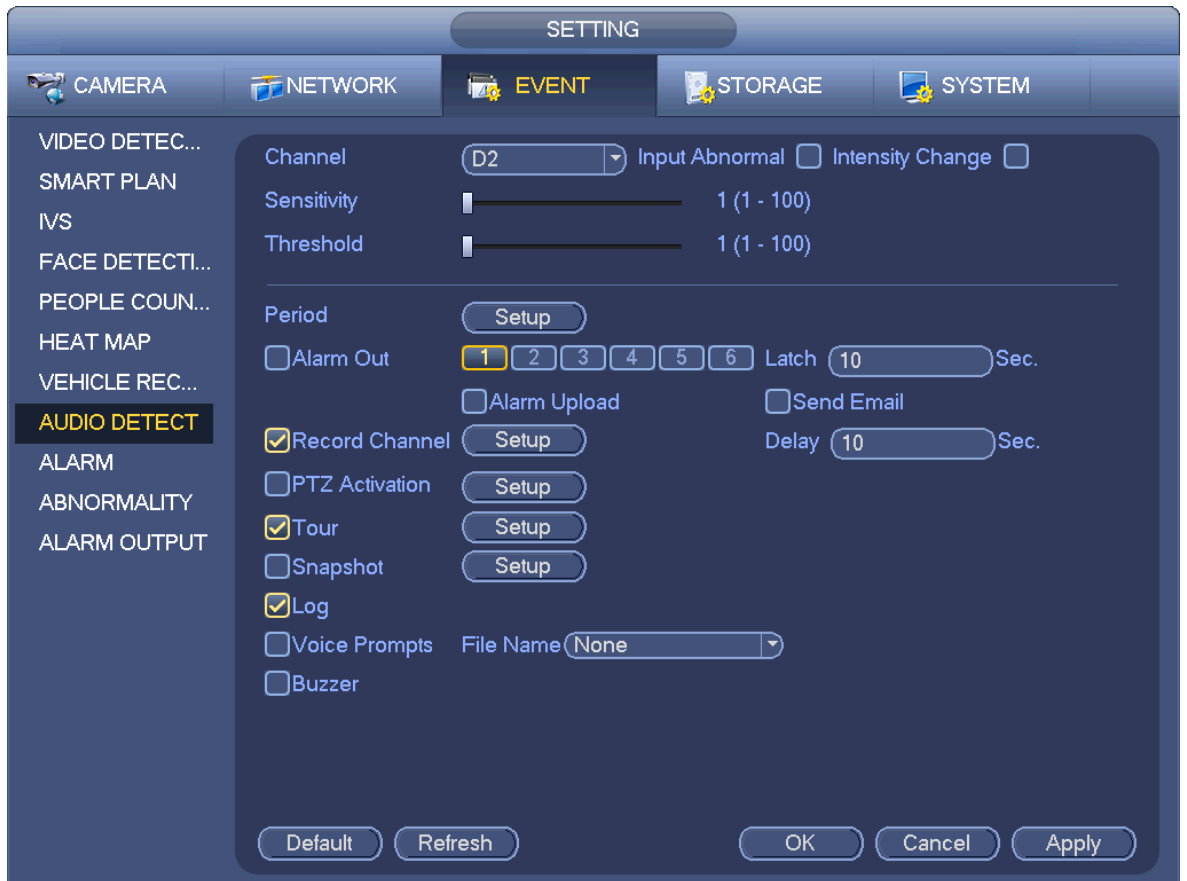 SETTING
CAMERA NETWORK EVENT STORAGE SYSTEM
VIDEO DETEC...
SMART PLAN
IVS
FACE DETECTI...
PEOPLE COUN...
HEAT MAP
VEHICLE REC...
AUDIO DETECT
ALARM
ABNORMALITY
ALARM OUTPUT
Channel D2 Input Abnormal Intensity Change
Sensitivity 1 (1 - 100)
Threshold 1 (1 - 100)
Period Setup
Alarm Out 1 2 3 4 5 6 Latch 10 Sec.
Alarm Upload Send Email
Record Channel Setup Delay 10 Sec.
PTZ Activation Setup
Tour Setup
Snapshot Setup
Log
Voice Prompts File Name None
Buzzer
Default Refresh OK Cancel Apply